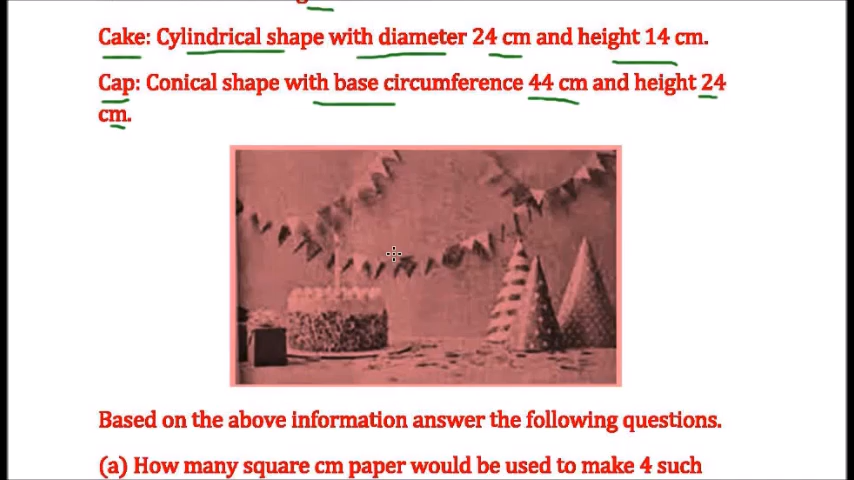 Cake: Cylindrical shape with diameter 24 cm and height 14 cm.
Cap: Conical shape with base circumference 44 cm and height 24
cm.
Based on the above information answer the following questions.
(a) How many square cm paper would be used to make 4 such